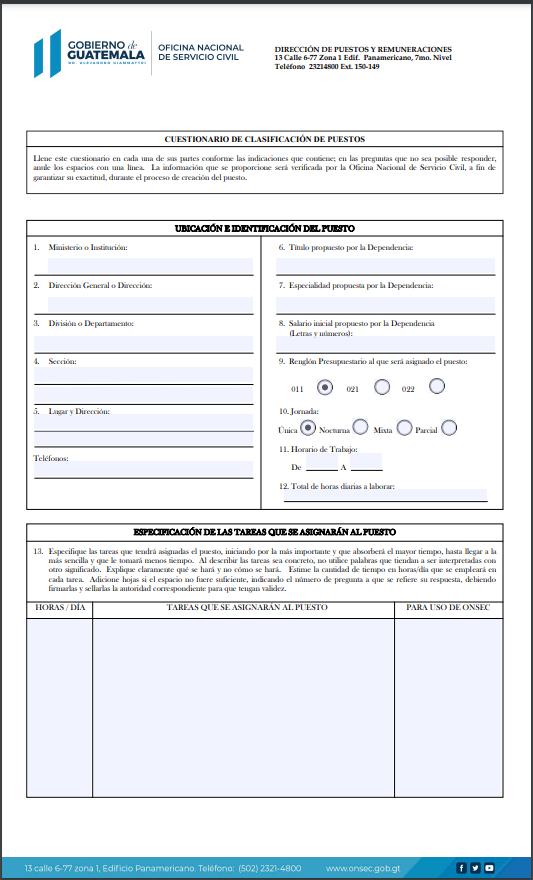 GOBIERNO de
GUATEMALA
DR. ALEJANDRO GIAMMATTEI
OFICINA NACIONAL
DE SERVICIO CIVIL
DIRECCIÓN DE PUESTOS Y REMUNERACIONES
13 Calle 6-77 Zona 1 Edif. Panamericano, 7mo. Nivel
Teléfono 23214800 Ext. 150-149
CUESTIONARIO DE CLASIFICACIÓN DE PUESTOS
Llene este cuestionario en cada una de sus partes conforme las indicaciones que contiene; en las preguntas que no sea posible responder,
anule los espacios con una línea. La información que se proporcione será verificada por la Oficina Nacional de Servicio Civil, a fin de
garantizar su exactitud, durante el proceso de creación del puesto.
UBICACIÓN E IDENTIFICACIÓN DEL PUESTO
1. Ministerio o Institución:
2. Dirección General o Dirección:
3. División o Departamento:
4. Sección:
5. Lugar y Dirección:
Teléfonos:
6. Título propuesto por la Dependencia:
7. Especialidad propuesta por la Dependencia:
8. Salario inicial propuesto por la Dependencia
(Letras y números):
9. Renglón Presupuestario al que será asignado el puesto:
011 021 022
10. Jornada:
Única Nocturna Mixta Parcial
11. Horario de Trabajo:
De A
12. Total de horas diarias a laborar:
ESPECIFICACIÓN DE LAS TAREAS QUE SE ASIGNARÁN AL PUESTO
13. Especifique las tareas que tendrá asignadas el puesto, iniciando por la más importante y que absorberá el mayor tiempo, hasta llegar a la
más sencilla y que le tomará menos tiempo. Al describir las tareas sea concreto, no utilice palabras que tiendan a ser interpretadas con
otro significado. Explique claramente qué se hará y no cómo se hará. Estime la cantidad de tiempo en horas/día que se empleará en
cada tarea. Adicione hojas si el espacio no fuere suficiente, indicando el número de pregunta a que se refiere su respuesta, debiendo
firmarlas y sellarlas la autoridad correspondiente para que tengan validez.
HORAS / DÍA TAREAS QUE SE ASIGNARÁN AL PUESTO PARA USO DE ONSEC
13 calle 6-77 zona 1, Edificio Panamericano. Teléfono: (502) 2321-4800 www.onsec.gob.gt